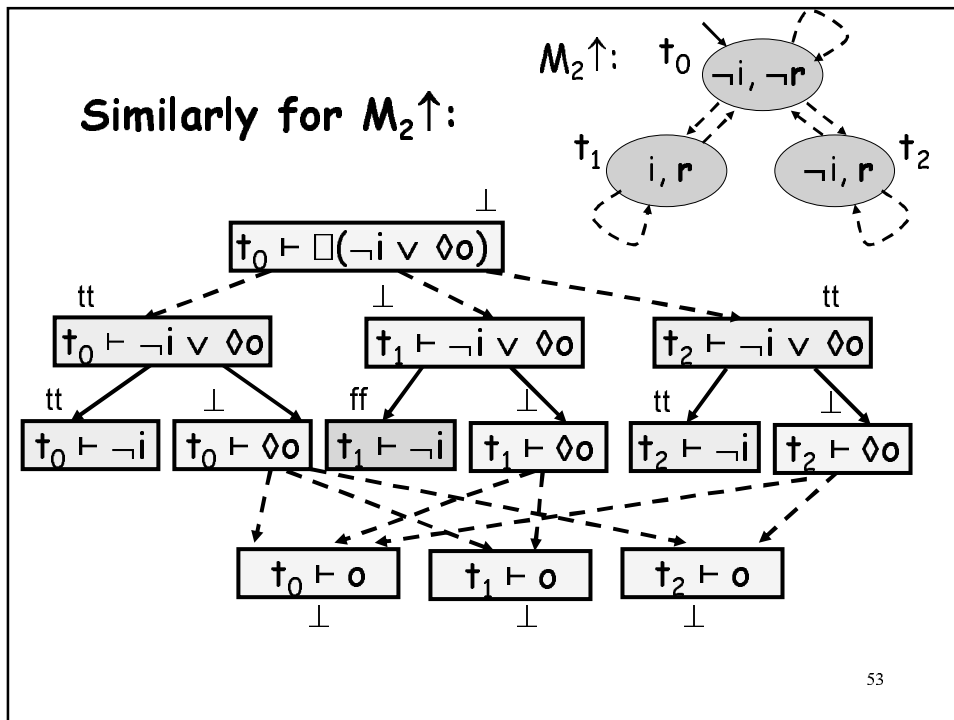 M₂↑:
t₀
¬i, ¬r
Similarly for M₂↑:
t₁
i, r
¬i, r
t₂
⊥
t₀ ⊢ □(¬i ∨ ◊o)
tt
⊥
tt
t₀ ⊢ ¬i ∨ ◊o
t₁ ⊢ ¬i ∨ ◊o
t₂ ⊢ ¬i ∨ ◊o
tt
⊥
ff
⊥
tt
⊥
t₀ ⊢ ¬i
t₀ ⊢ ◊o
t₁ ⊢ ¬i
t₁ ⊢ ◊o
t₂ ⊢ ¬i
t₂ ⊢ ◊o
t₀ ⊢ o
t₁ ⊢ o
t₂ ⊢ o
⊥
⊥
⊥
53